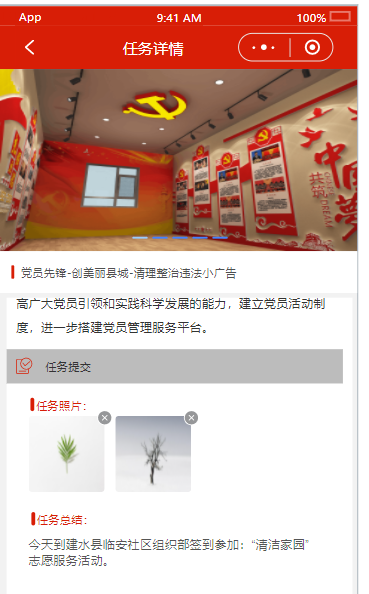 App 9:41 AM 100%
任务详情
共筑
中国梦
党员先锋-创美丽县城-清理整治违法小广告
高广大党员引领和实践科学发展的能力，建立党员活动制
度，进一步搭建党员管理服务平台。
任务提交
任务照片：
任务总结：
今天到建水县临安社区组织部签到参加：“清洁家园”
志愿服务活动。